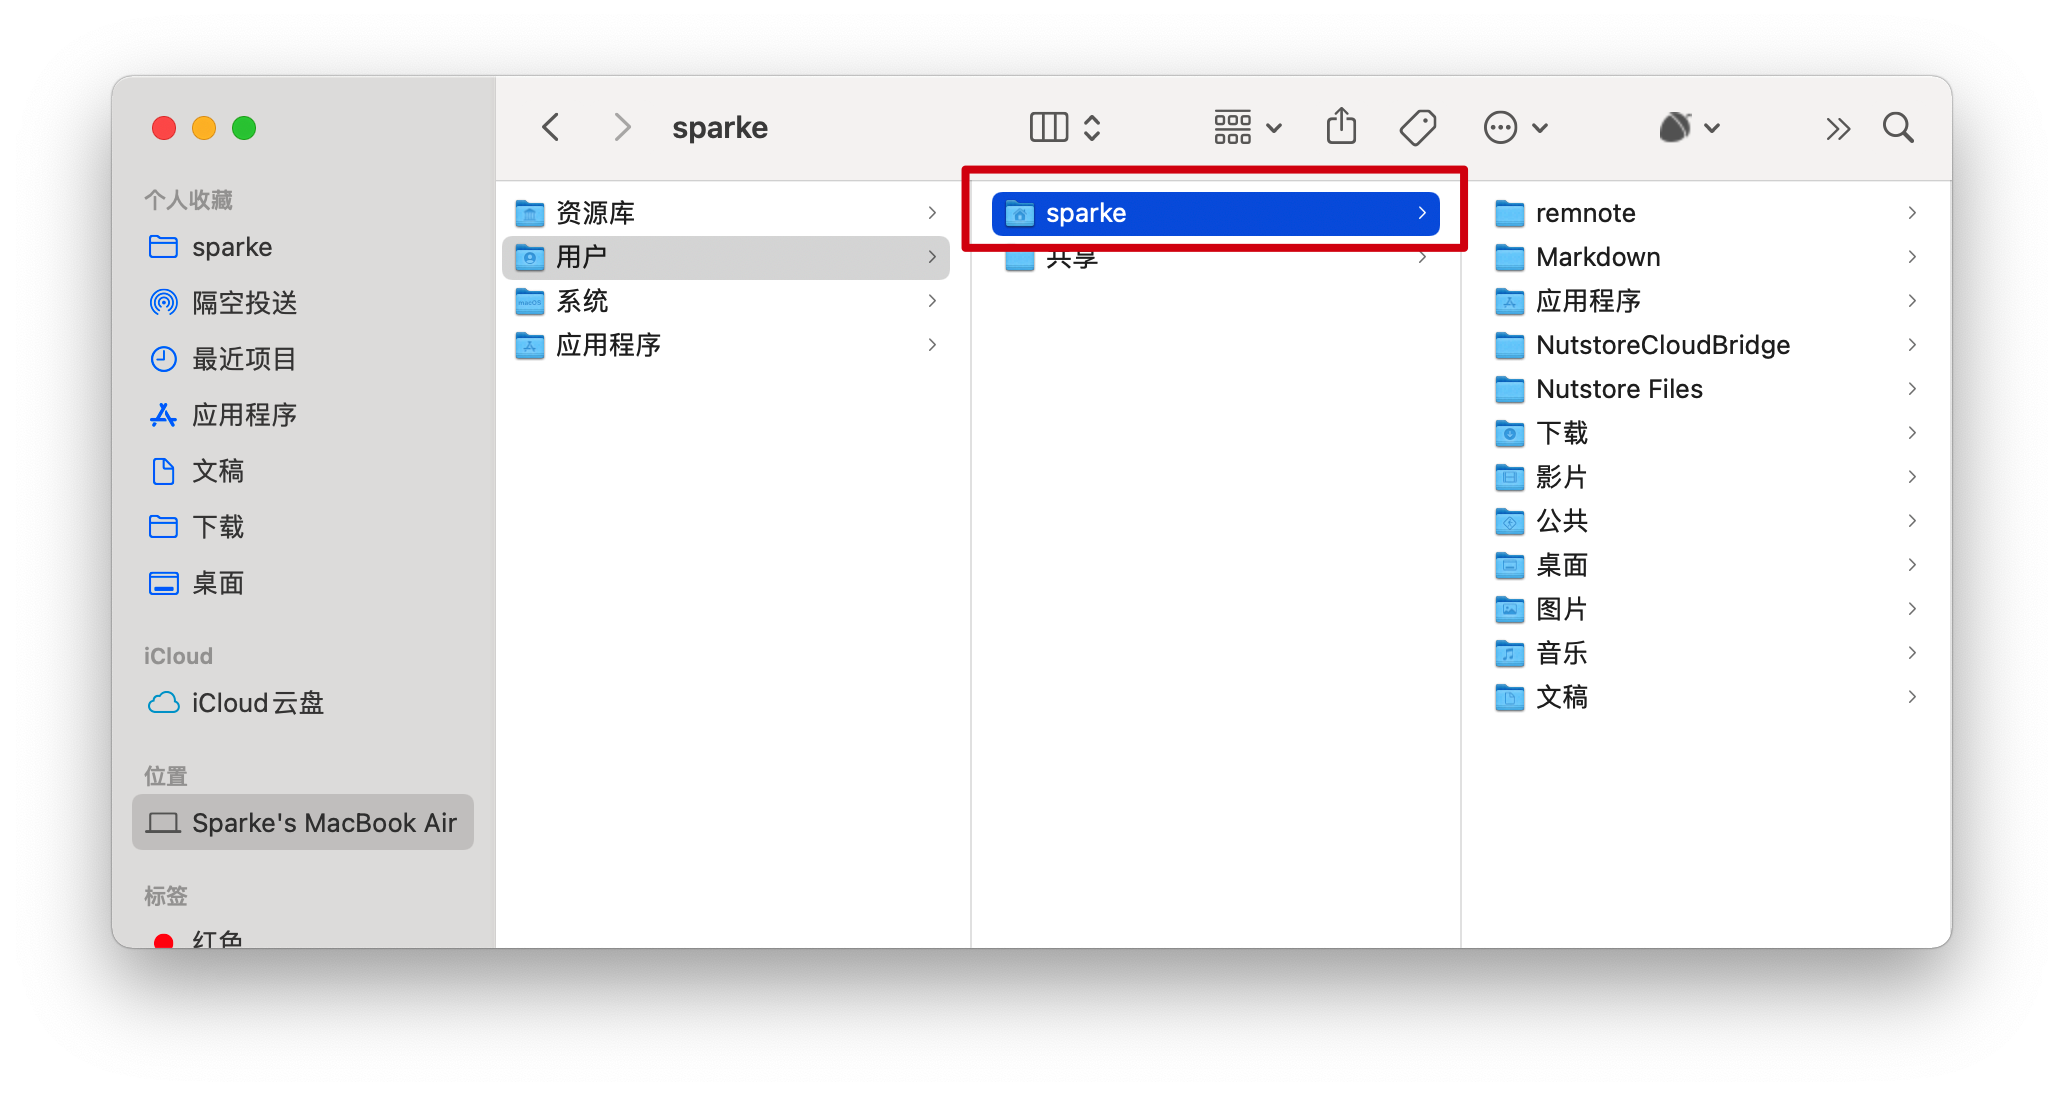 sparke
个人收藏
sparke
隔空投送
最近项目
应用程序
文稿
下载
桌面
iCloud
iCloud云盘
位置
Sparke's MacBook Air
标签
红色
资源库
用户
系统
应用程序
sparke
共享
remnote
Markdown
应用程序
NutstoreCloudBridge
Nutstore Files
下载
影片
公共
桌面
图片
音乐
文稿